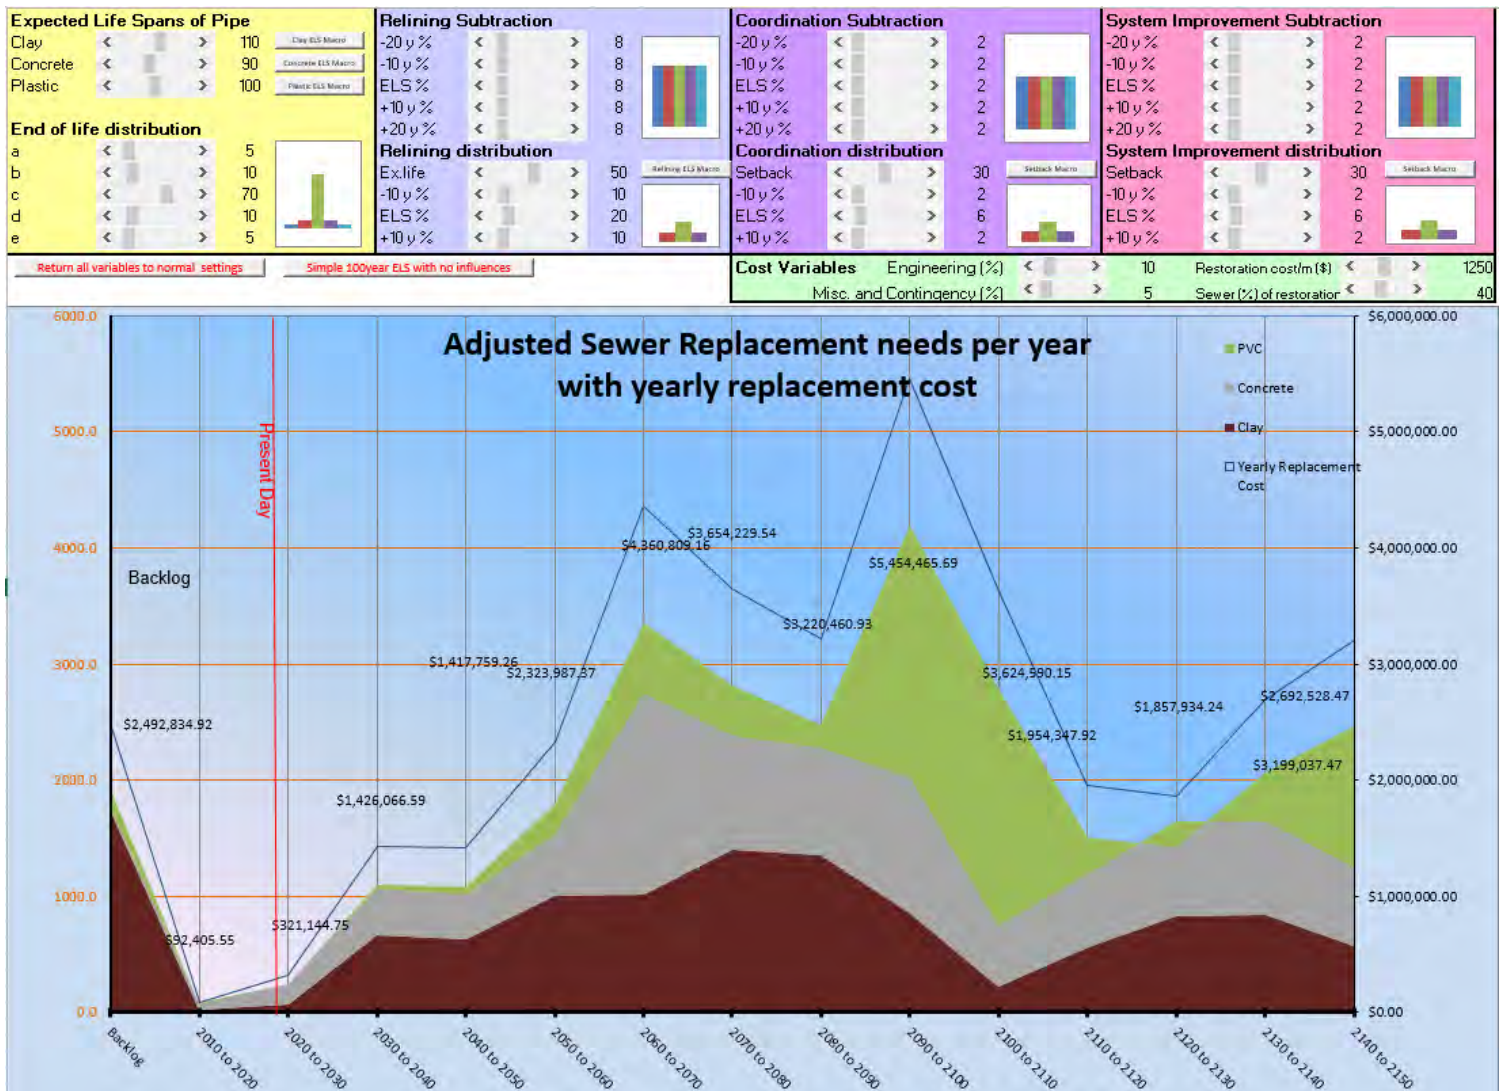 Expected Life Spans of Pipe
Clay 110 Clay ELS Macro
Concrete 90 Concrete ELS Macro
Plastic 100 Plastic ELS Macro
End of life distribution
a 5
b 10
c 70
d 10
e 5
Relining Subtraction
-20 y % 8
-10 y % 8
ELS % 8
+10 y % 8
+20 y % 8
Relining distribution
Ex.life 50 Relining ELS Macro
-10 y % 10
ELS % 20
+10 y % 10
Coordination Subtraction
-20 y % 2
-10 y % 2
ELS % 2
+10 y % 2
+20 y % 2
Coordination distribution
Setback 30 Setback Macro
-10 y % 2
ELS % 6
+10 y % 2
System Improvement Subtraction
-20 y % 2
-10 y % 2
ELS % 2
+10 y % 2
+20 y % 2
System Improvement distribution
Setback 30 Setback Macro
-10 y % 2
ELS % 6
+10 y % 2
Return all variables to normal settings
Simple 100year ELS with no influences
Cost Variables Engineering (%) 10 Restoration cost/m ($) 1250
Misc. and Contingency (%) 5 Sewer (%) of restoration 40
Adjusted Sewer Replacement needs per year
with yearly replacement cost
PVC
Concrete
Clay
Yearly Replacement
Cost
6000.0
5000.0
4000.0
3000.0
2000.0
1000.0
0.0
$6,000,000.00
$5,000,000.00
$4,000,000.00
$3,000,000.00
$2,000,000.00
$1,000,000.00
$0.00
Present Day
Backlog
$2,492,834.92
$92,405.55
$321,144.75
$1,426,066.59
$1,417,759.26
$2,323,987.37
$4,360,809.16
$3,654,229.54
$3,220,460.93
$5,454,465.69
$3,624,990.15
$1,954,347.92
$1,857,934.24
$2,692,528.47
$3,199,037.47
Backlog
2010 to 2020
2020 to 2030
2030 to 2040
2040 to 2050
2050 to 2060
2060 to 2070
2070 to 2080
2080 to 2090
2090 to 2100
2100 to 2110
2110 to 2120
2120 to 2130
2130 to 2140
2140 to 2150